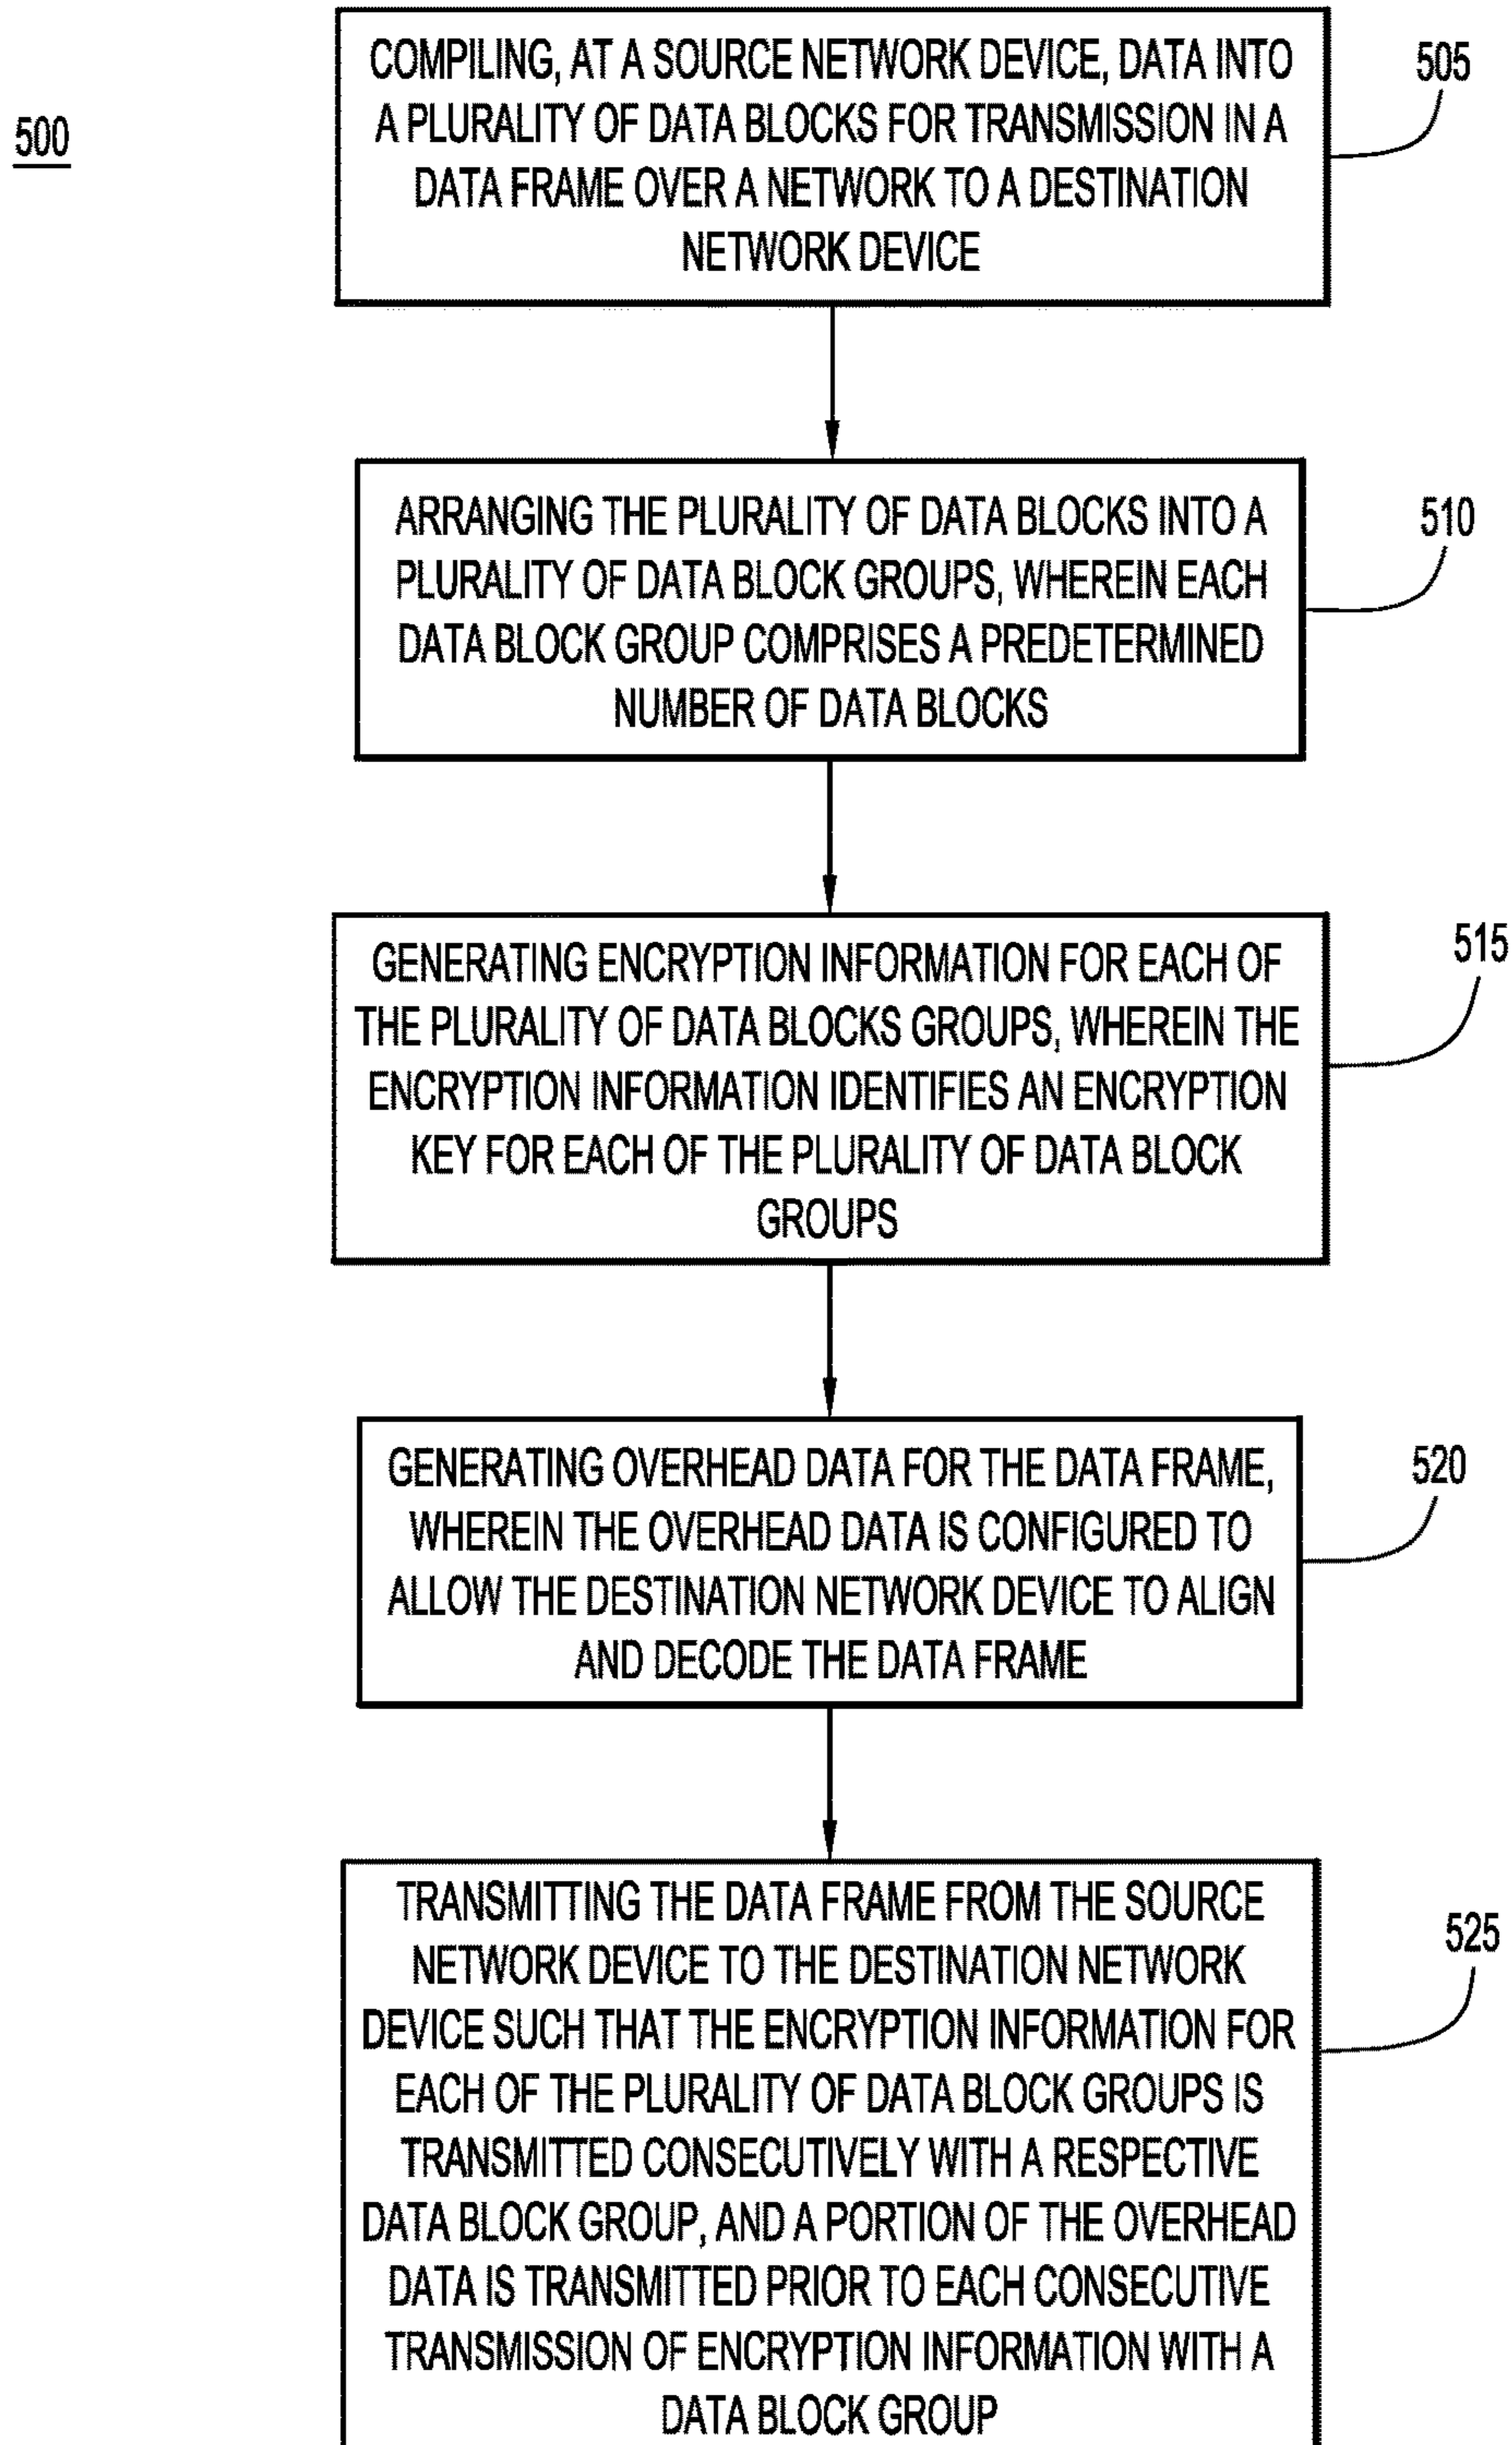 500
COMPILING, AT A SOURCE NETWORK DEVICE, DATA INTO
A PLURALITY OF DATA BLOCKS FOR TRANSMISSION IN A
DATA FRAME OVER A NETWORK TO A DESTINATION
NETWORK DEVICE
505
ARRANGING THE PLURALITY OF DATA BLOCKS INTO A
PLURALITY OF DATA BLOCK GROUPS, WHEREIN EACH
DATA BLOCK GROUP COMPRISES A PREDETERMINED
NUMBER OF DATA BLOCKS
510
GENERATING ENCRYPTION INFORMATION FOR EACH OF
THE PLURALITY OF DATA BLOCKS GROUPS, WHEREIN THE
ENCRYPTION INFORMATION IDENTIFIES AN ENCRYPTION
KEY FOR EACH OF THE PLURALITY OF DATA BLOCK
GROUPS
515
GENERATING OVERHEAD DATA FOR THE DATA FRAME,
WHEREIN THE OVERHEAD DATA IS CONFIGURED TO
ALLOW THE DESTINATION NETWORK DEVICE TO ALIGN
AND DECODE THE DATA FRAME
520
TRANSMITTING THE DATA FRAME FROM THE SOURCE
NETWORK DEVICE TO THE DESTINATION NETWORK
DEVICE SUCH THAT THE ENCRYPTION INFORMATION FOR
EACH OF THE PLURALITY OF DATA BLOCK GROUPS IS
TRANSMITTED CONSECUTIVELY WITH A RESPECTIVE
DATA BLOCK GROUP, AND A PORTION OF THE OVERHEAD
DATA IS TRANSMITTED PRIOR TO EACH CONSECUTIVE
TRANSMISSION OF ENCRYPTION INFORMATION WITH A
DATA BLOCK GROUP
525